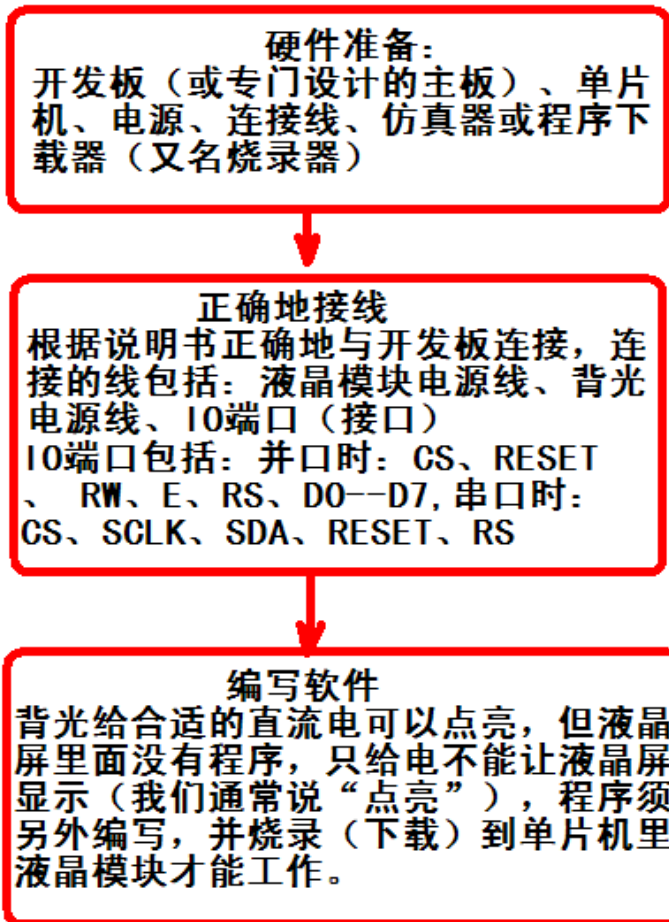 硬件准备：
开发板（或专门设计的主板）、单片
机、电源、连接线、仿真器或程序下
载器（又名烧录器）
正确地接线
根据说明书正确地与开发板连接，连
接的线包括：液晶模块电源线、背光
电源线、IO端口（接口）
IO端口包括：并口时：CS、RESET
、 RW、E、RS、D0--D7,串口时：
CS、SCLK、SDA、RESET、RS
编写软件
背光给合适的直流电可以点亮，但液晶
屏里面没有程序，只给电不能让液晶屏
显示（我们通常说“点亮”），程序须
另外编写，并烧录（下载）到单片机里
液晶模块才能工作。